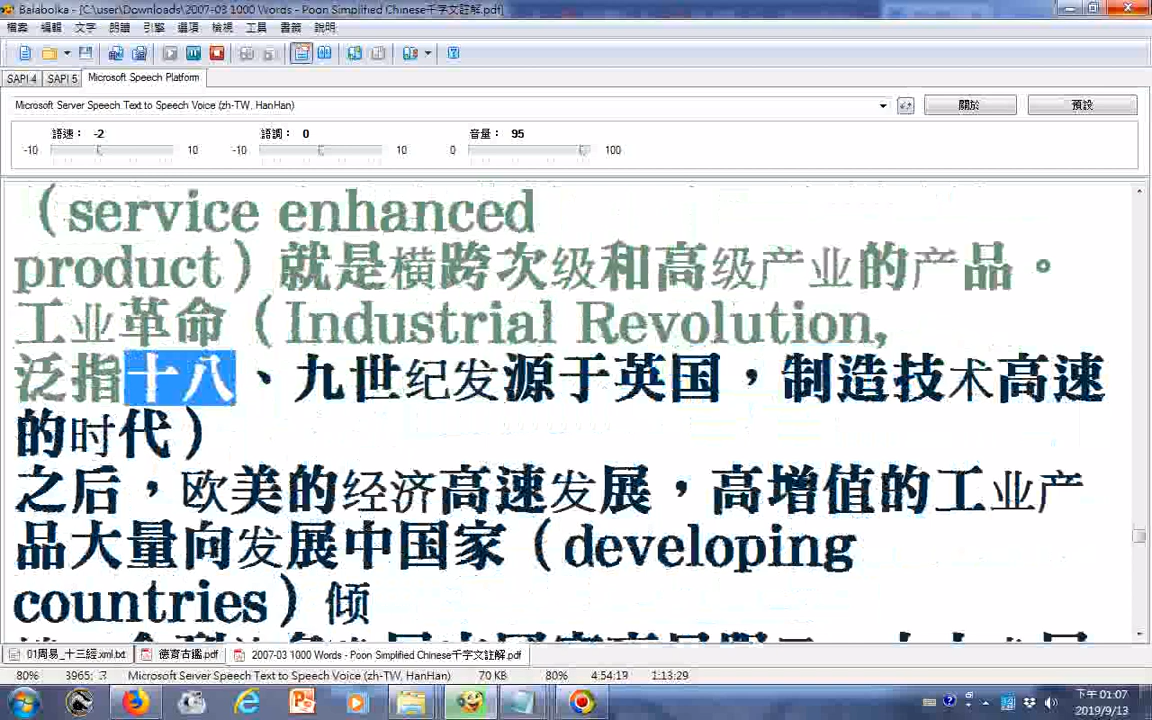 Balabolka - [C:\user\Downloads\2007-03 1000 Words - Poon Simplified Chinese千字文註解.pdf]
檔案 編輯 文字 朗讀 引擎 選項 檢視 工具 書籤 說明
SAPI 4 SAPI 5 Microsoft Speech Platform
Microsoft Server Speech Text to Speech Voice (zh-TW, HanHan) 關於 預設
語速： -2 語調： 0 音量： 95
-10 10 -10 10 0 100
（service enhanced
product）就是横跨次级和高级产业的产品。
工业革命（Industrial Revolution,
泛指十八、九世纪发源于英国，制造技术高速
的时代）
之后，欧美的经济高速发展，高增值的工业产
品大量向发展中国家（developing
countries）倾
01周易_十三經.xml.txt 德育古鑑.pdf 2007-03 1000 Words - Poon Simplified Chinese千字文註解.pdf
80% 3965: 3 Microsoft Server Speech Text to Speech Voice (zh-TW, HanHan) 70 KB 80% 4:54:19 1:13:29
下午 01:07
2019/9/13